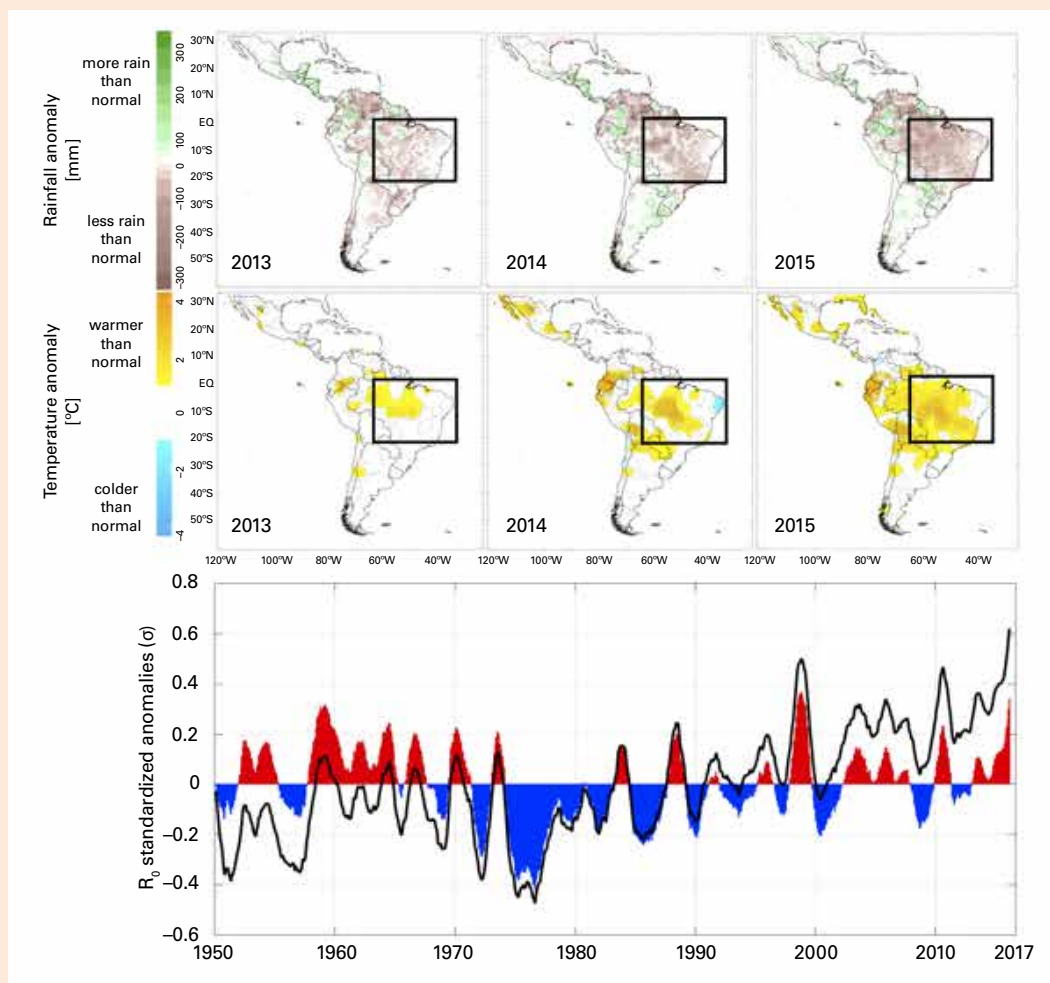 more rain
than
normal
less rain
than
normal
Rainfall anomaly
[mm]
300
200
100
0
–100
–200
–300
30°N
20°N
10°N
EQ
10°S
20°S
30°S
40°S
50°S
2013
2014
2015
warmer
than
normal
colder
than
normal
Temperature anomaly
[°C]
4
2
0
–2
–4
30°N
20°N
10°N
EQ
10°S
20°S
30°S
40°S
50°S
2013
2014
2015
120°W 100°W 80°W 60°W 40°W 120°W 100°W 80°W 60°W 40°W 120°W 100°W 80°W 60°W 40°W
R0 standardized anomalies (σ)
0.8
0.6
0.4
0.2
0
–0.2
–0.4
–0.6
1950 1960 1970 1980 1990 2000 2010 2017